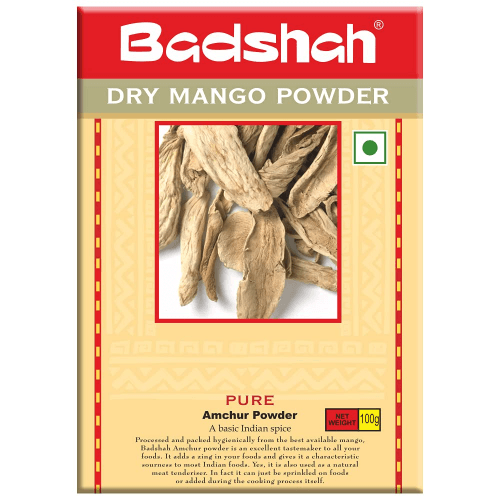 Badshah®
DRY MANGO POWDER
PURE
Amchur Powder
A basic Indian spice
NET
WEIGHT
100g
Processed and packed hygienically from the best available mango,
Badshah Amchur powder is an excellent tastemaker to all your
foods. It adds a zing in your foods and gives it a characteristic
sourness to most Indian foods. Yes, it is also used as a natural
meat tenderiser. In fact it can just be sprinkled on foods
or added during the cooking process itself.